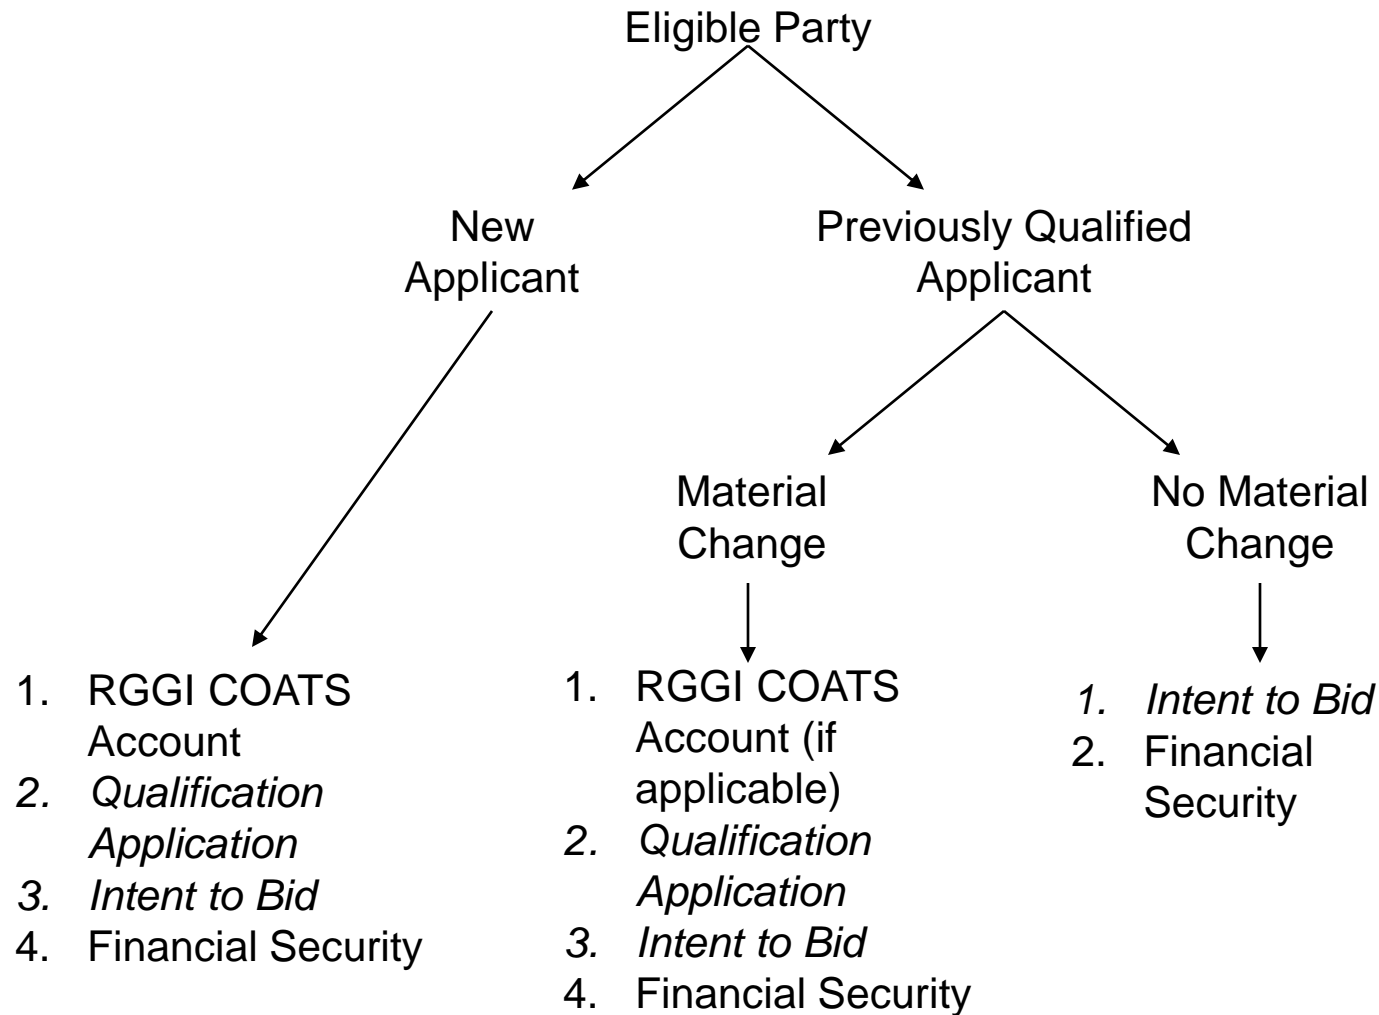 Eligible Party
New
Applicant
Previously Qualified
Applicant
Material
Change
No Material
Change
1. RGGI COATS
Account
2. Qualification
Application
3. Intent to Bid
4. Financial Security
1. RGGI COATS
Account (if
applicable)
2. Qualification
Application
3. Intent to Bid
4. Financial Security
1. Intent to Bid
2. Financial
Security